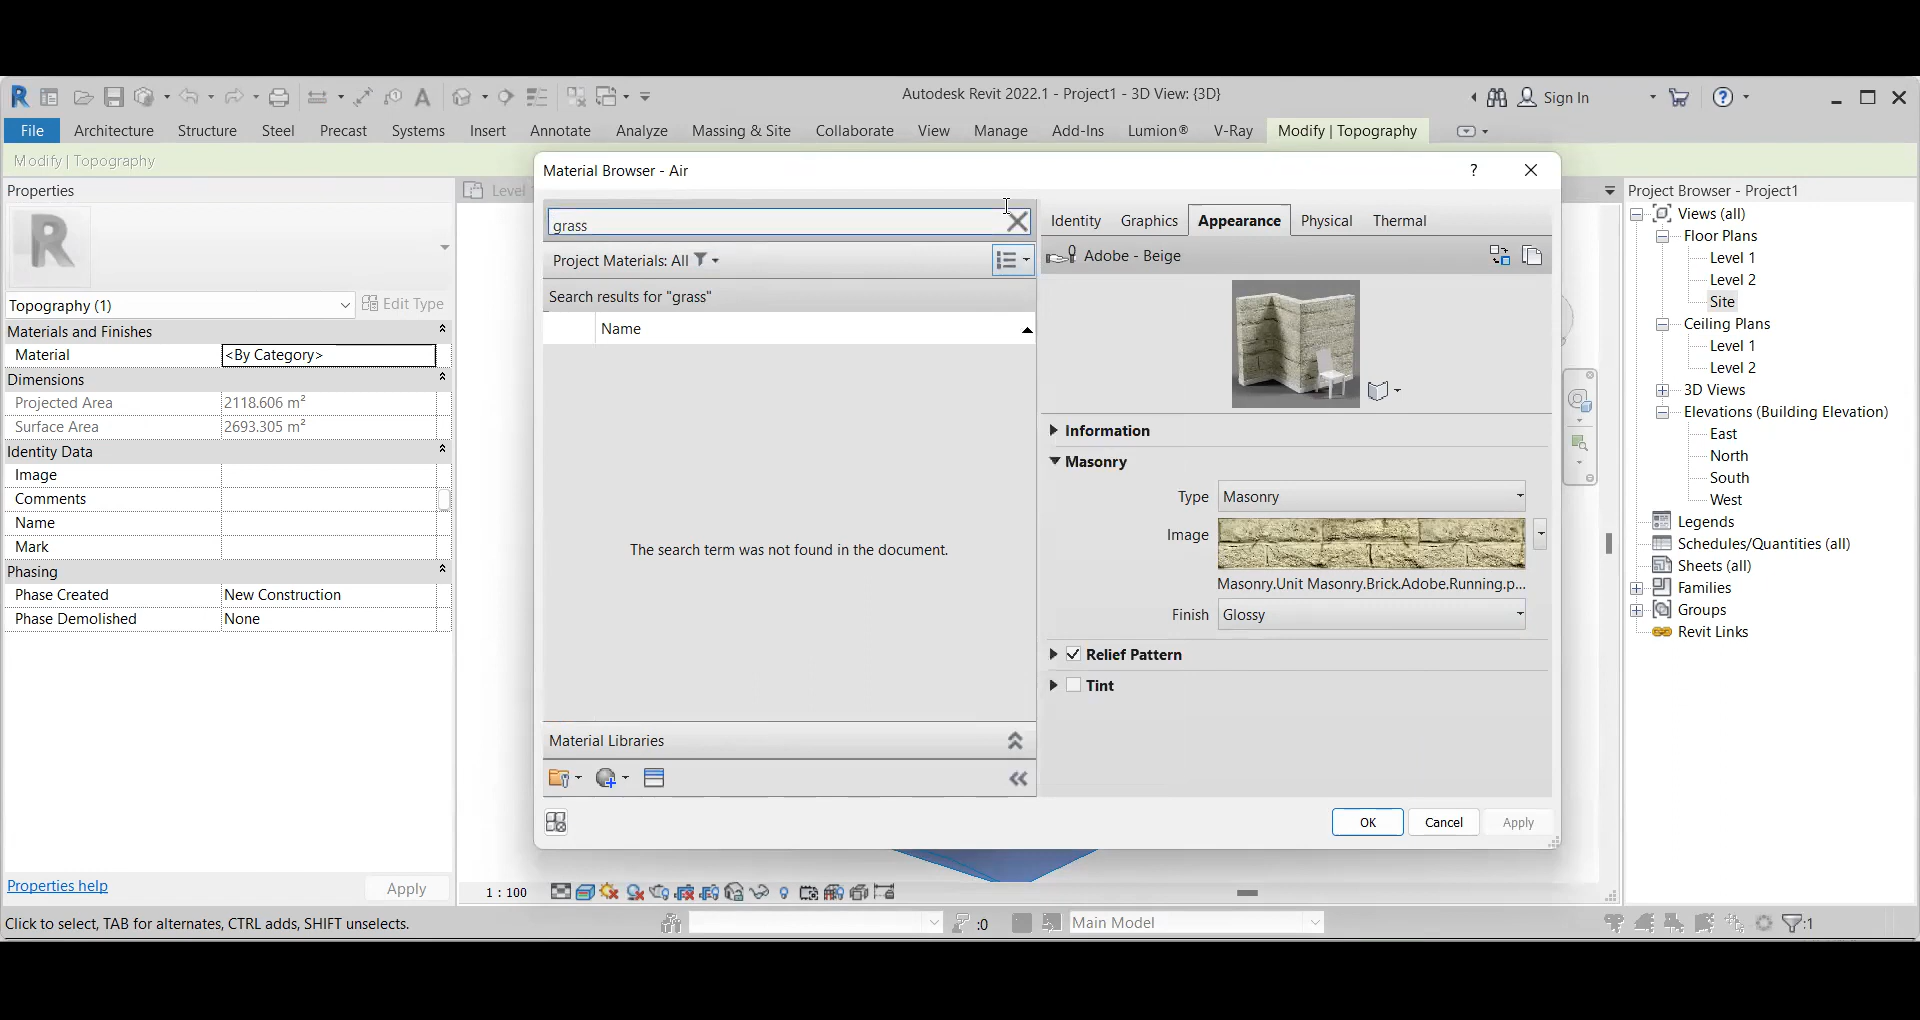 Autodesk Revit 2022.1 - Project1 - 3D View: {3D}
Sign In
File Architecture Structure Steel Precast Systems Insert Annotate Analyze Massing & Site Collaborate View Manage Add-Ins Lumion® V-Ray Modify | Topography
Modify | Topography
Properties
R
Topography (1)
Edit Type
Materials and Finishes
Material <By Category>
Dimensions
Projected Area 2118.606 m²
Surface Area 2693.305 m²
Identity Data
Image
Comments
Name
Mark
Phasing
Phase Created New Construction
Phase Demolished None
Properties help
Apply
Level
Material Browser - Air
?
grass
Project Materials: All
Search results for "grass"
Name
The search term was not found in the document.
Material Libraries
Identity Graphics Appearance Physical Thermal
Adobe - Beige
Information
Masonry
Type Masonry
Image
Masonry.Unit Masonry.Brick.Adobe.Running.p...
Finish Glossy
Relief Pattern
Tint
OK Cancel Apply
1 : 100
Click to select, TAB for alternates, CTRL adds, SHIFT unselects.
:0
Main Model
:1
Project Browser - Project1
Views (all)
Floor Plans
Level 1
Level 2
Site
Ceiling Plans
Level 1
Level 2
3D Views
Elevations (Building Elevation)
East
North
South
West
Legends
Schedules/Quantities (all)
Sheets (all)
Families
Groups
Revit Links